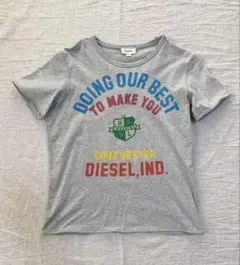 DOING OUR BEST
TO MAKE YOU
DIESEL, IND.